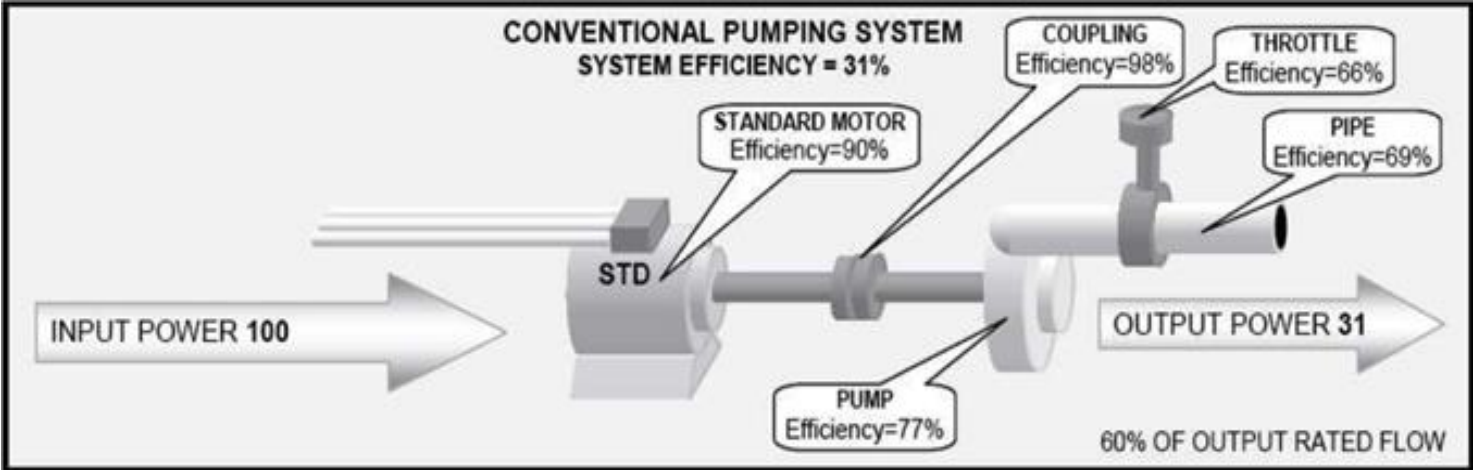 CONVENTIONAL PUMPING SYSTEM
SYSTEM EFFICIENCY = 31%
COUPLING
Efficiency=98%
THROTTLE
Efficiency=66%
STANDARD MOTOR
Efficiency=90%
PIPE
Efficiency=69%
STD
INPUT POWER 100
OUTPUT POWER 31
PUMP
Efficiency=77%
60% OF OUTPUT RATED FLOW